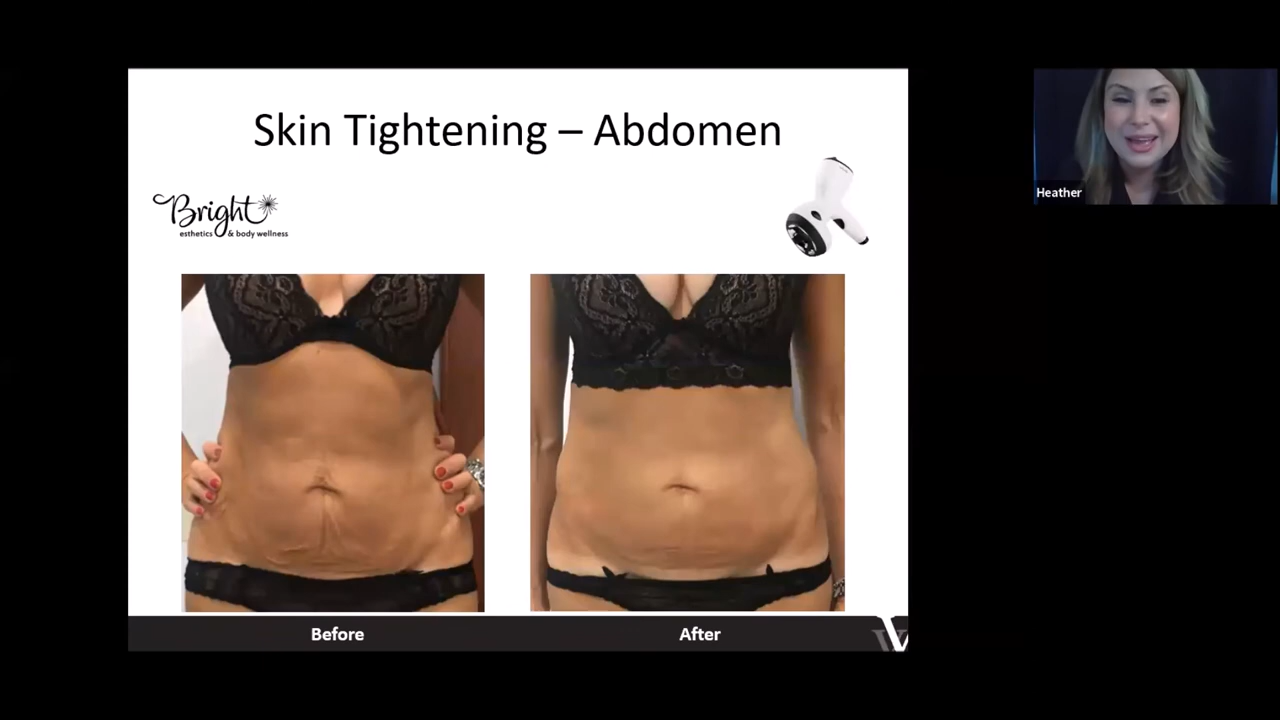 Skin Tightening – Abdomen
Bright
esthetics & body wellness
Heather
Before
After